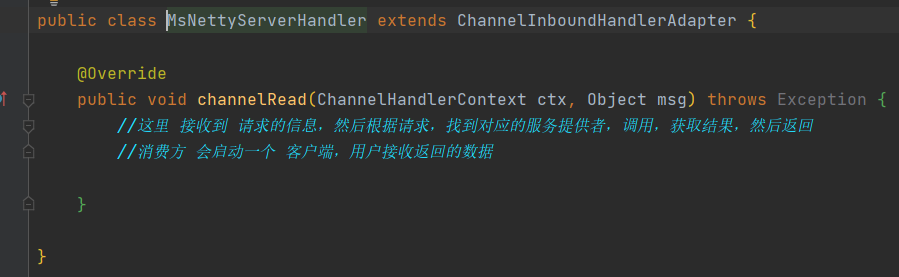 public class MsNettyServerHandler extends ChannelInboundHandlerAdapter {
@Override
public void channelRead(ChannelHandlerContext ctx, Object msg) throws Exception {
//这里 接收到 请求的信息，然后根据请求，找到对应的服务提供者，调用，获取结果，然后返回
//消费方 会启动一个 客户端，用户接收返回的数据
}
}